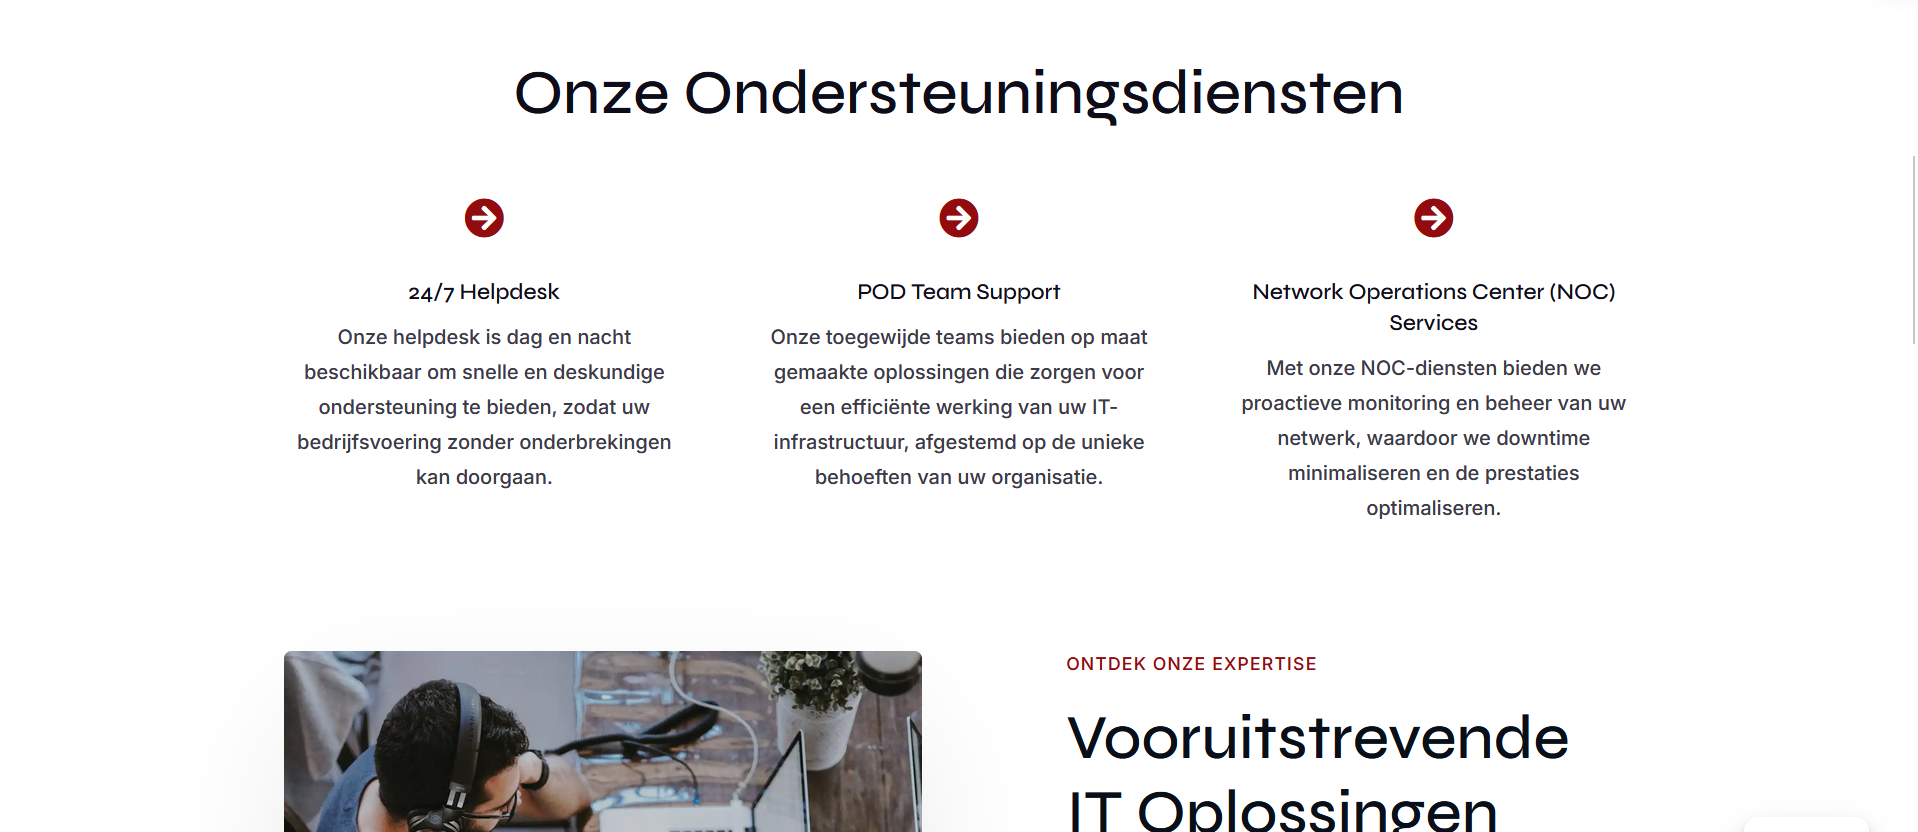 Onze Ondersteuningsdiensten
24/7 Helpdesk
Onze helpdesk is dag en nacht
beschikbaar om snelle en deskundige
ondersteuning te bieden, zodat uw
bedrijfsvoering zonder onderbrekingen
kan doorgaan.
POD Team Support
Onze toegewijde teams bieden op maat
gemaakte oplossingen die zorgen voor
een efficiënte werking van uw IT-
infrastructuur, afgestemd op de unieke
behoeften van uw organisatie.
Network Operations Center (NOC)
Services
Met onze NOC-diensten bieden we
proactieve monitoring en beheer van uw
netwerk, waardoor we downtime
minimaliseren en de prestaties
optimaliseren.
ONTDEK ONZE EXPERTISE
Vooruitstrevende
IT Oplossingen